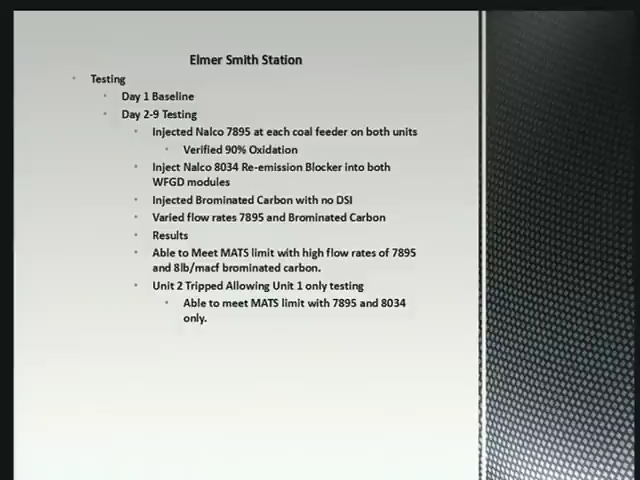 Elmer Smith Station
Testing
Day 1 Baseline
Day 2-9 Testing
Injected Nalco 7895 at each coal feeder on both units
Verified 90% Oxidation
Inject Nalco 8034 Re-emission Blocker into both
WFGD modules
Injected Brominated Carbon with no DSI
Varied flow rates 7895 and Brominated Carbon
Results
Able to Meet MATS limit with high flow rates of 7895
and 8lb/macf brominated carbon.
Unit 2 Tripped Allowing Unit 1 only testing
Able to meet MATS limit with 7895 and 8034
only.